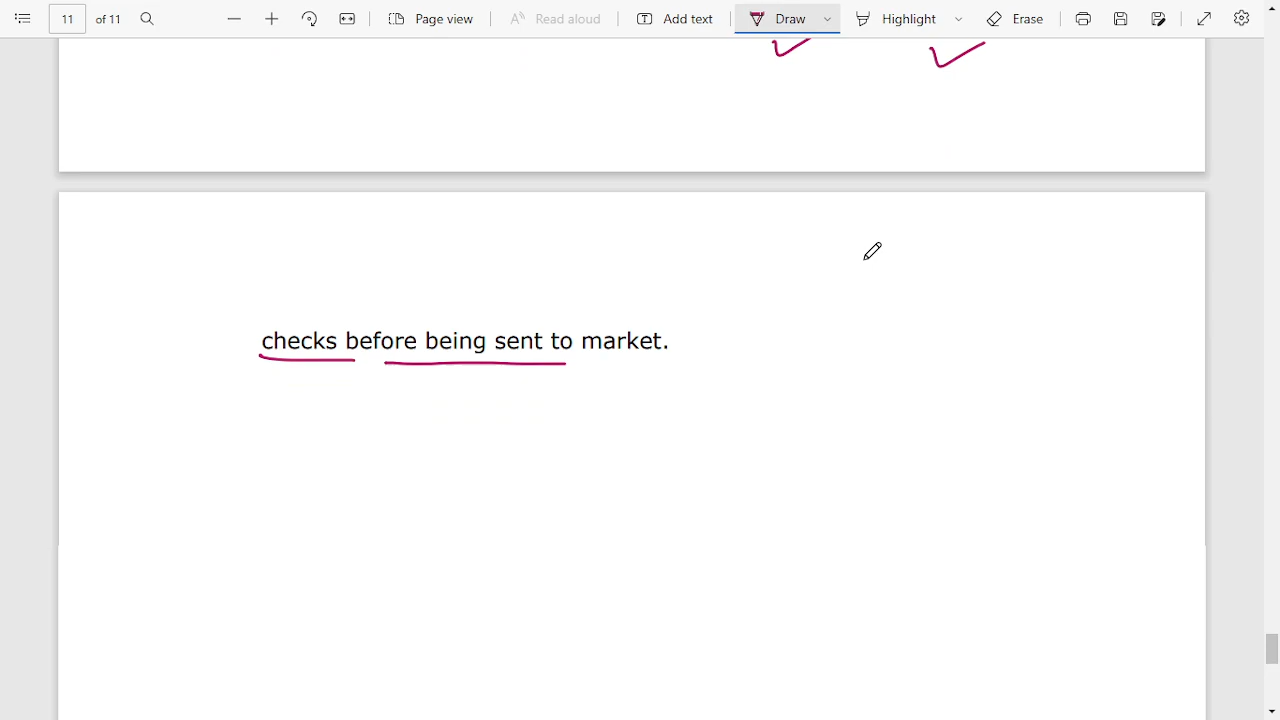 11 of 11 Page view Read aloud Add text Draw Highlight Erase
checks before being sent to market.